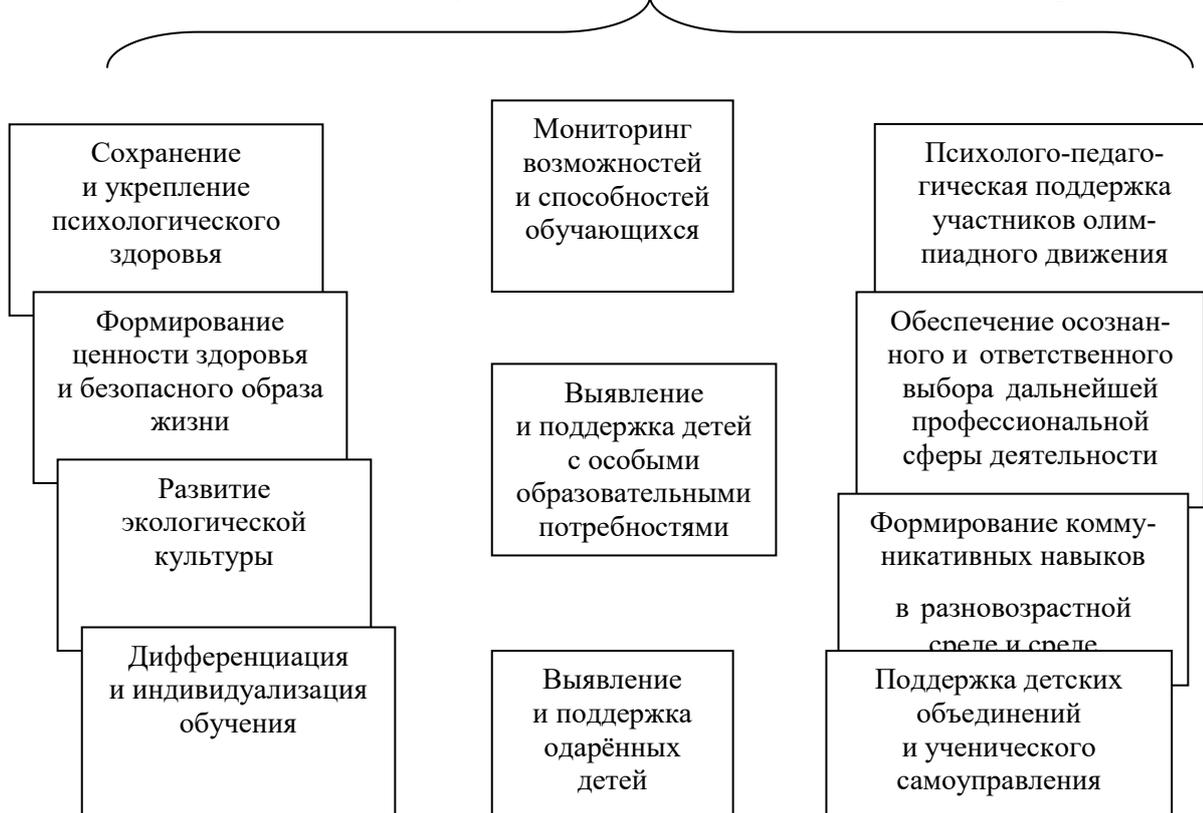 Сохранение
и укрепление
психологического
здоровья
Формирование
ценности здоровья
и безопасного образа
жизни
Развитие
экологической
культуры
Дифференциация
и индивидуализация
обучения
Мониторинг
возможностей
и способностей
обучающихся
Выявление
и поддержка детей
с особыми
образовательными
потребностями
Выявление
и поддержка
одарённых
детей
Психолого-педаго-
гическая поддержка
участников олим-
пиадного движения
Обеспечение осознан-
ного и ответственного
выбора дальнейшей
профессиональной
сферы деятельности
Формирование комму-
никативных навыков
в разновозрастной
среде и среде
Поддержка детских
объединений
и ученического
самоуправления